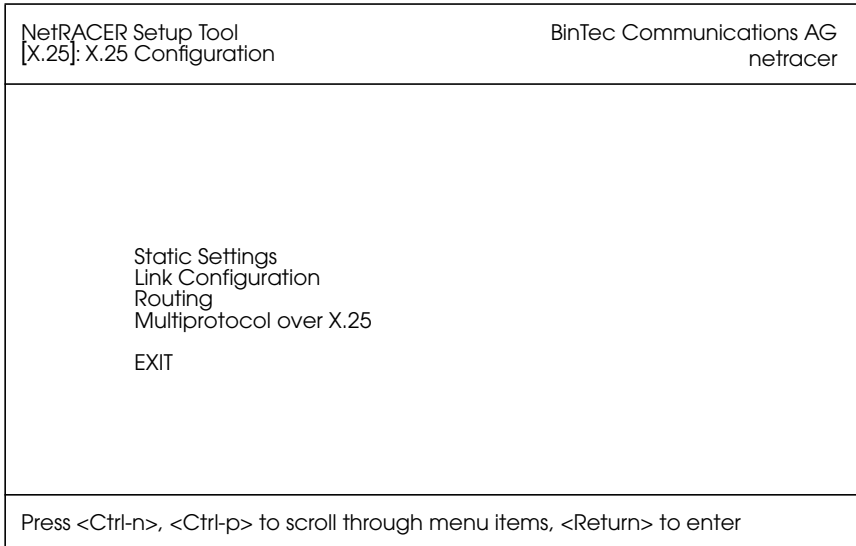 NetRACER Setup Tool
BinTec Communications AG
[X.25]: X.25 Configuration
netracer
Static Settings
Link Configuration
Routing
Multiprotocol over X.25
EXIT
Press <Ctrl-n>, <Ctrl-p> to scroll through menu items, <Return> to enter